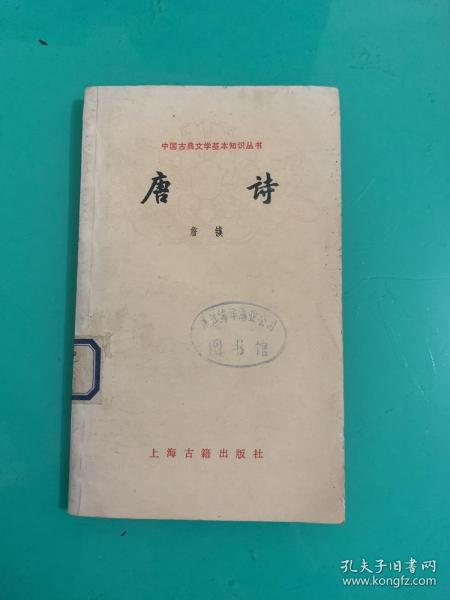 中国古典文学基本知识丛书
唐 诗
詹 锳
图书馆
上海古籍出版社
孔夫子旧书网
www.kongfz.com